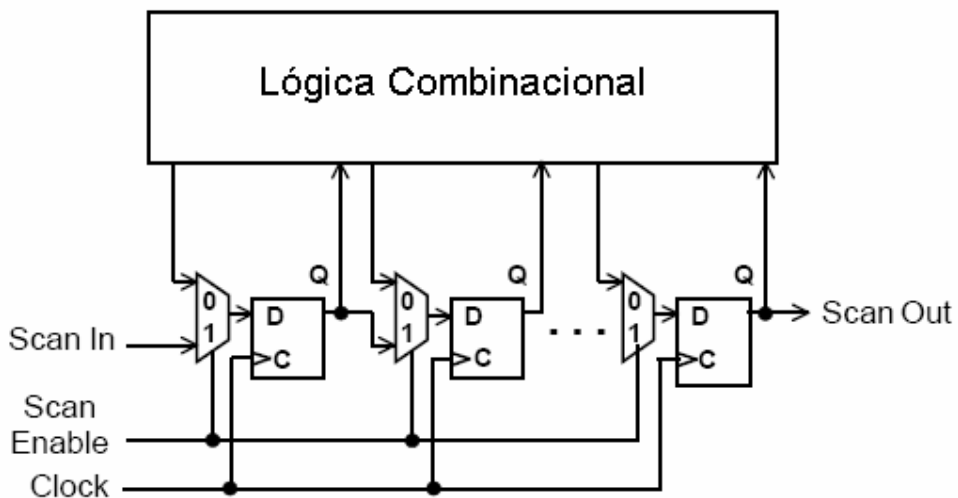 Lógica Combinacional
Q
Q
Q
0
1
D
C
0
1
D
C
...
0
1
D
C
Scan In
Scan Out
Scan
Enable
Clock